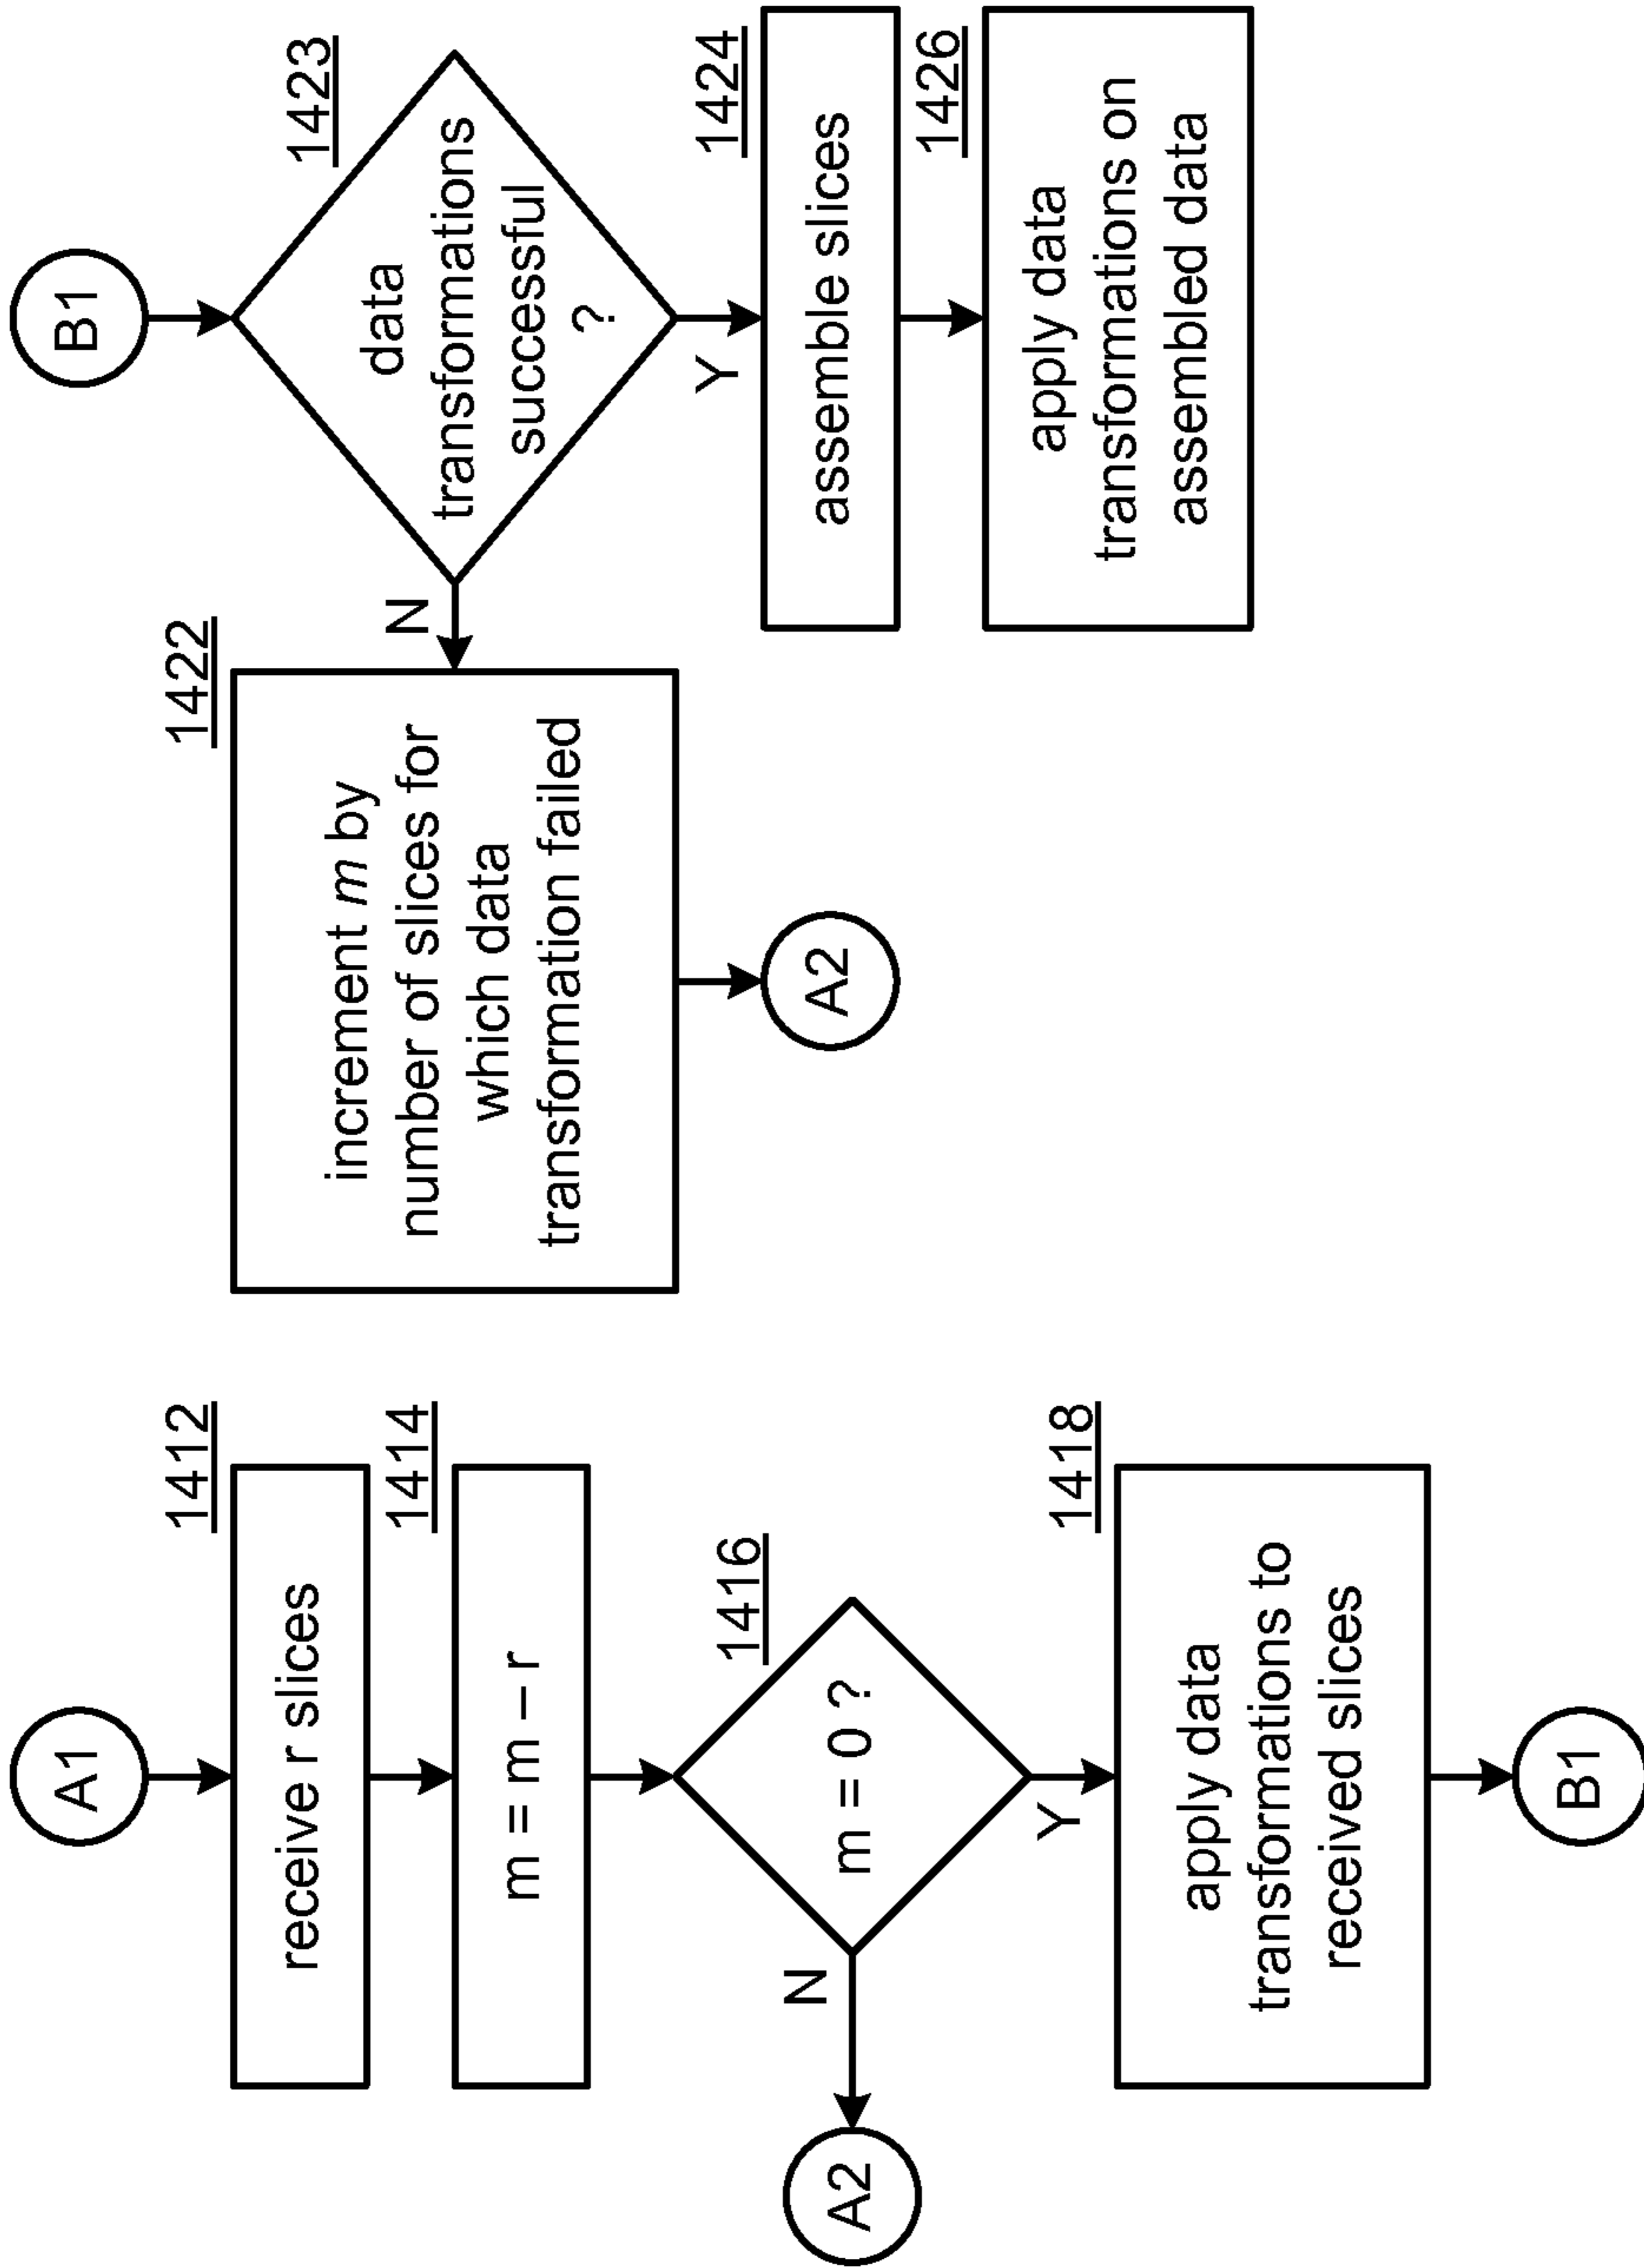 A1
1412
receive r slices
1414
m = m – r
1416
m = 0 ?
N
A2
Y
1418
apply data
transformations to
received slices
B1
B1
1423
data
transformations
successful
?
N
1422
increment m by
number of slices for
which data
transformation failed
A2
Y
1424
assemble slices
1426
apply data
transformations on
assembled data